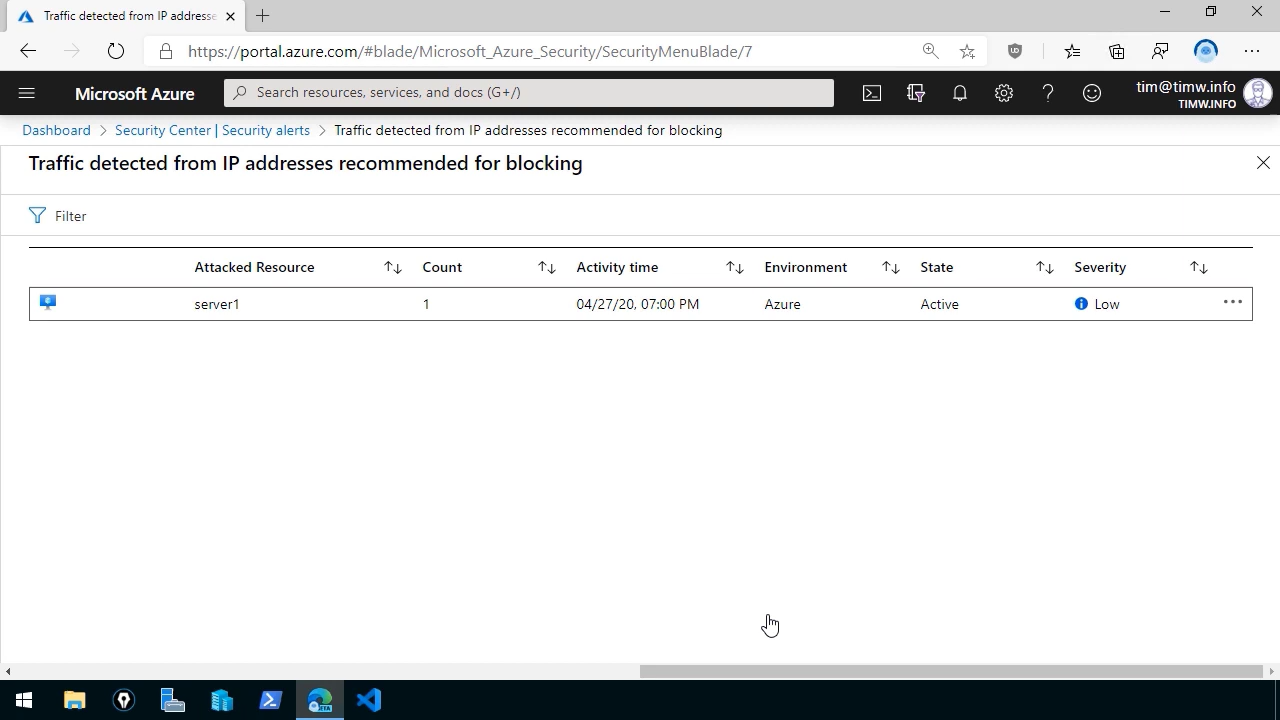 Traffic detected from IP addresse
https://portal.azure.com/#blade/Microsoft_Azure_Security/SecurityMenuBlade/7
Microsoft Azure
Search resources, services, and docs (G+/)
tim@timw.info
TIMW.INFO
Dashboard > Security Center | Security alerts > Traffic detected from IP addresses recommended for blocking
Traffic detected from IP addresses recommended for blocking
Filter
Attacked Resource Count Activity time Environment State Severity
server1 1 04/27/20, 07:00 PM Azure Active Low